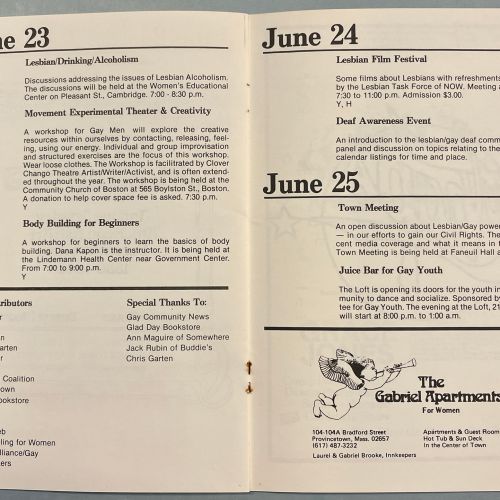 ne 23
Lesbian/Drinking/Alcoholism
Discussions addressing the issues of Lesbian Alcoholism.
The discussions will be held at the Women's Educational
Center on Pleasant St., Cambridge. 7:00 - 8:30 p.m.
Movement Experimental Theater & Creativity
A workshop for Gay Men will explore the creative
resources within ourselves by contacting, releasing, feel-
ing, using our energy. Individual and group improvisation
and structured exercises are the focus of this workshop.
Wear loose clothes. The Workshop is facilitated by Clover
Chango Theatre Artist/Writer/Activist, and is often extend-
ed throughout the year. The workshop is being held at the
Community Church of Boston at 565 Boylston St., Boston.
A donation to help cover space fee is asked. 7:30 p.m.
Y
Body Building for Beginners
A workshop for beginners to learn the basics of body
building. Dana Kapon is the instructor. It is being held at
the Lindemann Health Center near Government Center.
From 7:00 to 9:00 p.m.
Y
tributors
r
n
arten
r
Coalition
own
okstore
eb
eling for Women
lliance/Gay
kers
Special Thanks To:
Gay Community News
Glad Day Bookstore
Ann Maguire of Somewhere
Jack Rubin of Buddie's
Chris Garten
June 24
Lesbian Film Festival
Some films about Lesbians with refreshments
by the Lesbian Task Force of NOW. Meeting a
7:30 to 11:00 p.m. Admission $3.00.
Y, H
Deaf Awareness Event
An introduction to the lesbian/gay deaf comm
panel and discussion on topics relating to the
calendar listings for time and place.
June 25
Town Meeting
An open discussion about Lesbian/Gay power
— in our efforts to gain our Civil Rights. The
cent media coverage and what it means in t
Town Meeting is being held at Faneuil Hall a
Juice Bar for Gay Youth
The Loft is opening its doors for the youth in
munity to dance and socialize. Sponsored by
tee for Gay Youth. The evening at the Loft, 21
will start at 8:00 p.m. to 1:00 a.m.
The
Gabriel Apartments
For Women
104-104A Bradford Street
Provincetown, Mass. 02657
(617) 487-3232
Apartments & Guest Room
Hot Tub & Sun Deck
In the Center of Town
Laurel & Gabriel Brooke, Innkeepers